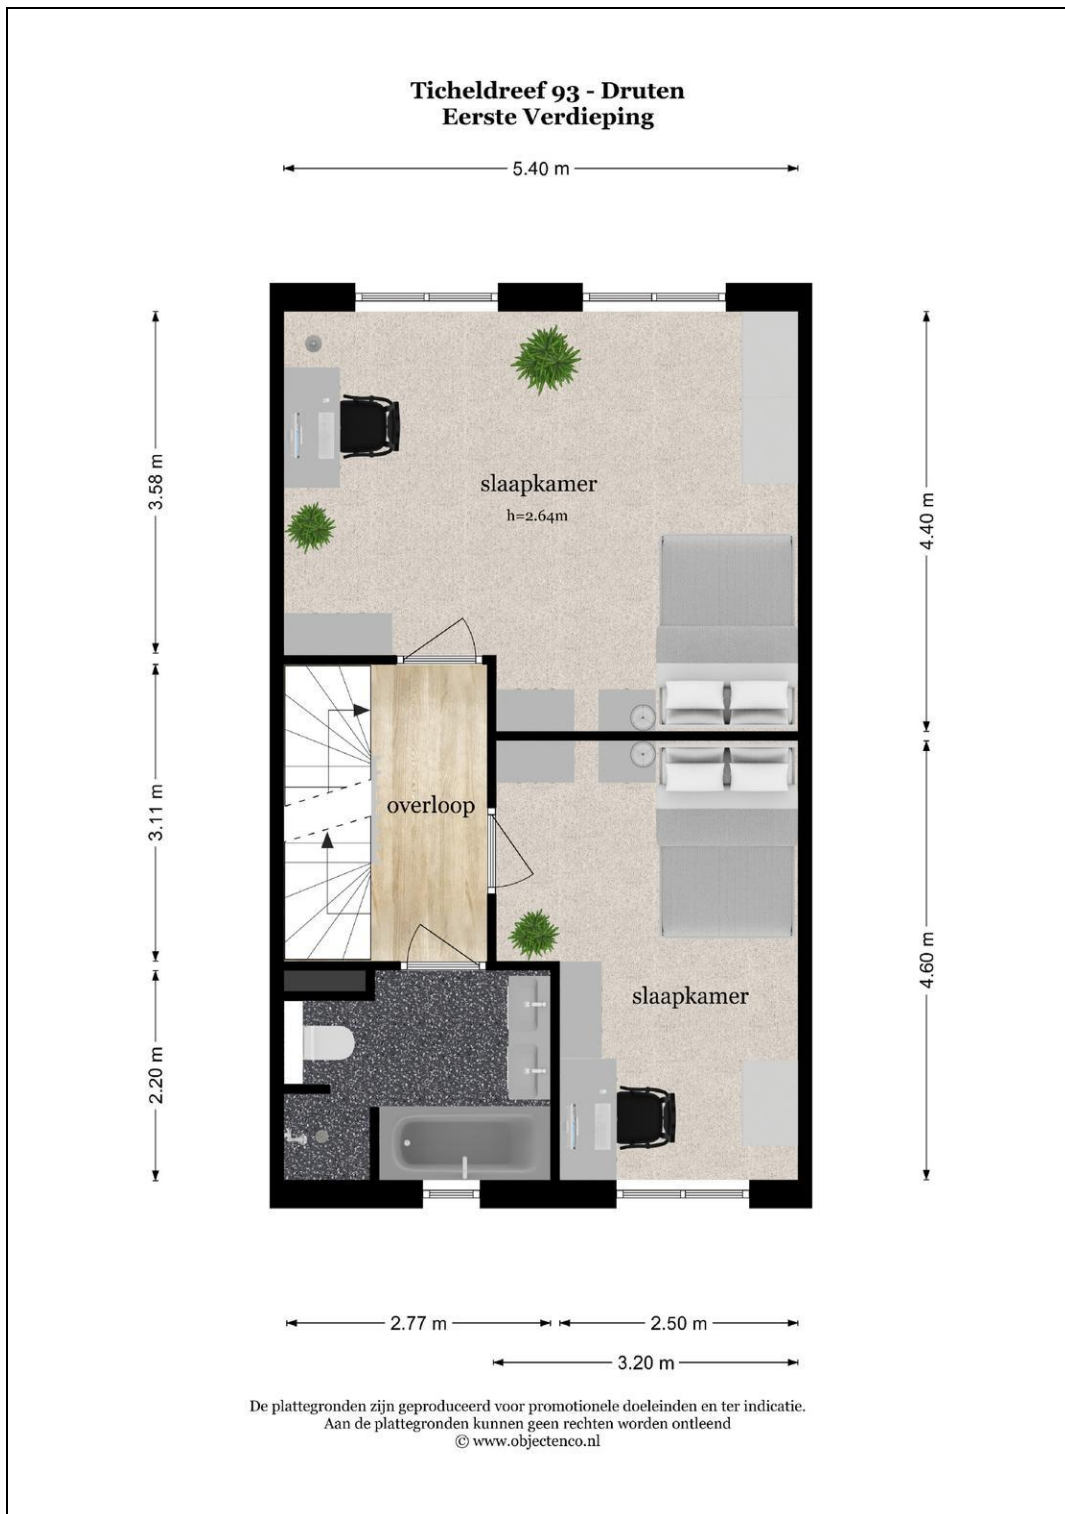 Ticheldreef 93 - Druten
Eerste Verdieping
5.40 m
3.58 m
4.40 m
slaapkamer
h=2.64m
3.11 m
overloop
4.60 m
slaapkamer
2.20 m
2.77 m
2.50 m
3.20 m
De plattegronden zijn geproduceerd voor promotionele doeleinden en ter indicatie.
Aan de plattegronden kunnen geen rechten worden ontleend
© www.objectenco.nl